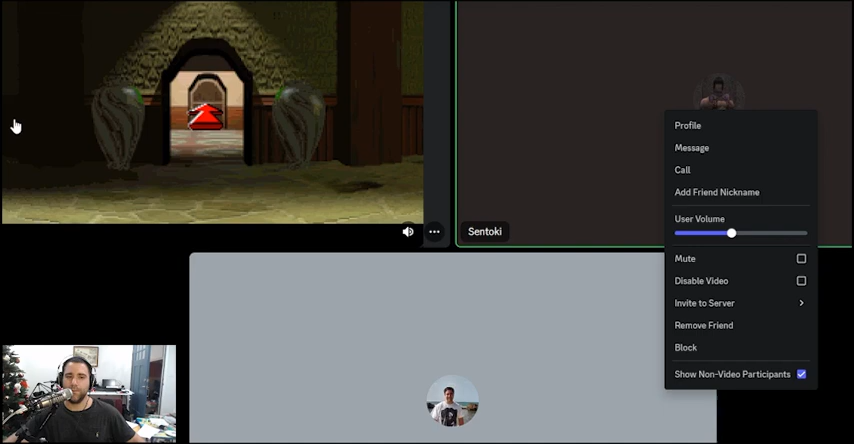 Sentoki
Profile
Message
Call
Add Friend Nickname
User Volume
Mute
Disable Video
Invite to Server
Remove Friend
Block
Show Non-Video Participants